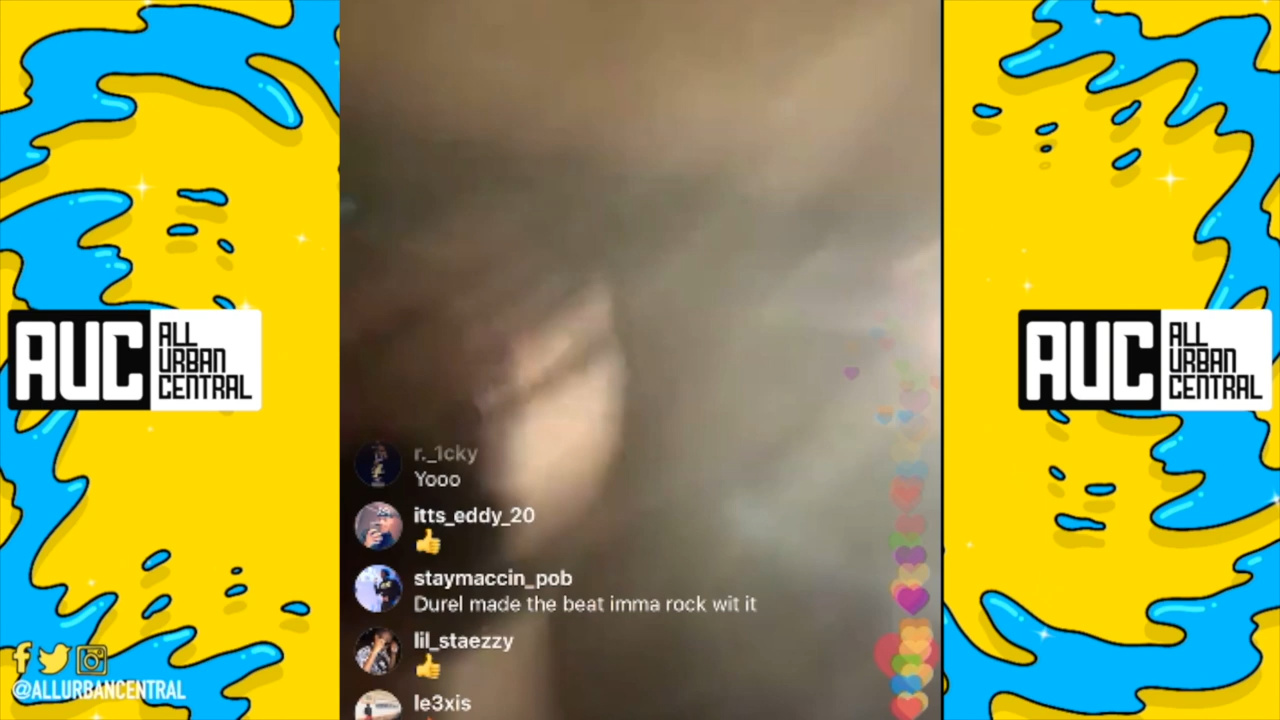 r._1cky
Yooo
itts_eddy_20
👍
staymaccin_pob
Durel made the beat imma rock wit it
lil_staezzy
👍
le3xis
AUC
ALL
URBAN
CENTRAL
AUC
ALL
URBAN
CENTRAL
@ALLURBANCENTRAL